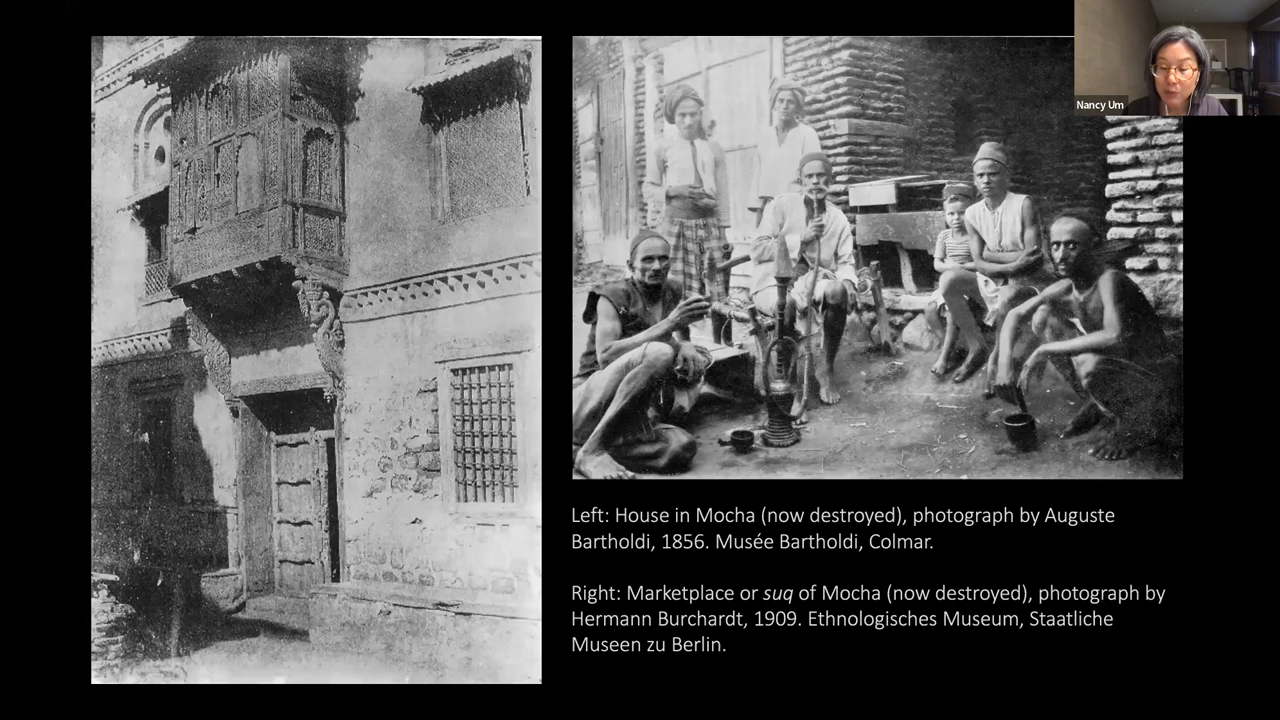 Nancy Um
Left: House in Mocha (now destroyed), photograph by Auguste
Bartholdi, 1856. Musée Bartholdi, Colmar.
Right: Marketplace or suq of Mocha (now destroyed), photograph by
Hermann Burchardt, 1909. Ethnologisches Museum, Staatliche
Museen zu Berlin.